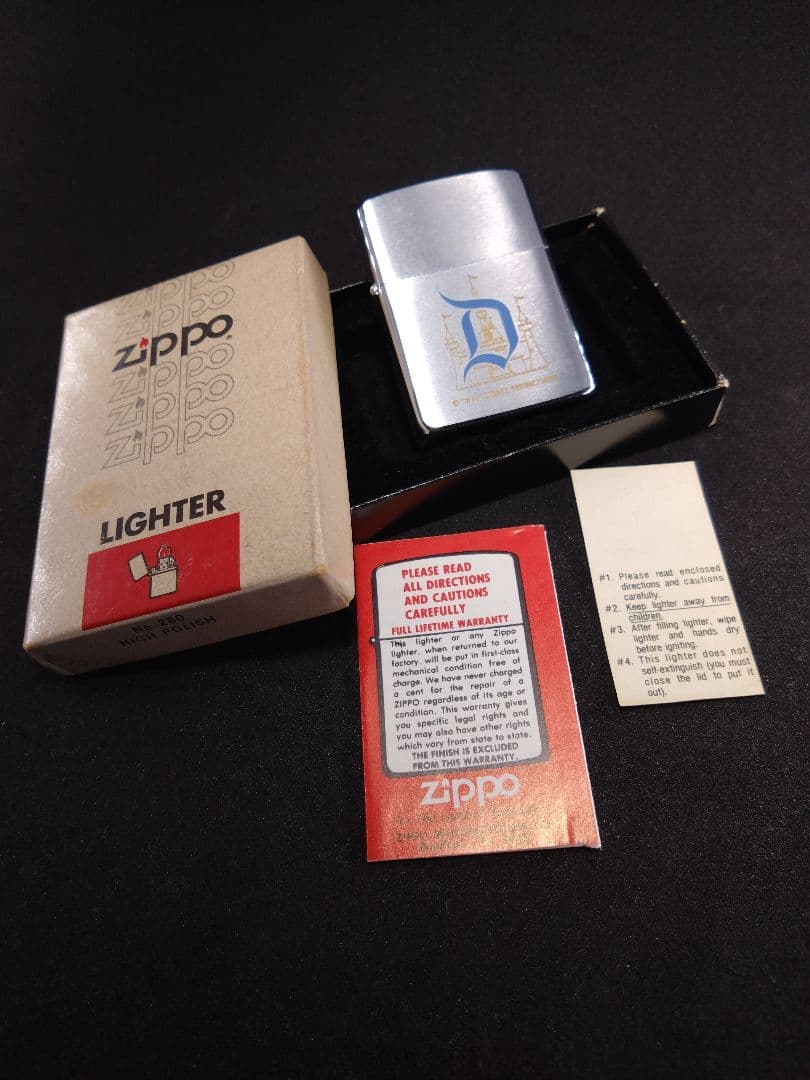 zippo
LIGHTER
No 250
HIGH POLISH
D
© WALT DISNEY PRODUCTIONS
PLEASE READ
ALL DIRECTIONS
AND CAUTIONS
CAREFULLY
FULL LIFETIME WARRANTY
This lighter or any Zippo
lighter, when returned to our
factory, will be put in first-class
mechanical condition free of
charge. We have never charged
a cent for the repair of a
ZIPPO regardless of its age or
condition. This warranty gives
you specific legal rights and
you may also have other rights
which vary from state to state.
THE FINISH IS EXCLUDED
FROM THIS WARRANTY.
zippo
#1. Please read enclosed
directions and cautions
carefully.
#2. Keep lighter away from
children.
#3. After filling lighter, wipe
lighter and hands dry
before igniting.
#4. This lighter does not
self-extinguish (you must
close the lid to put it
out).